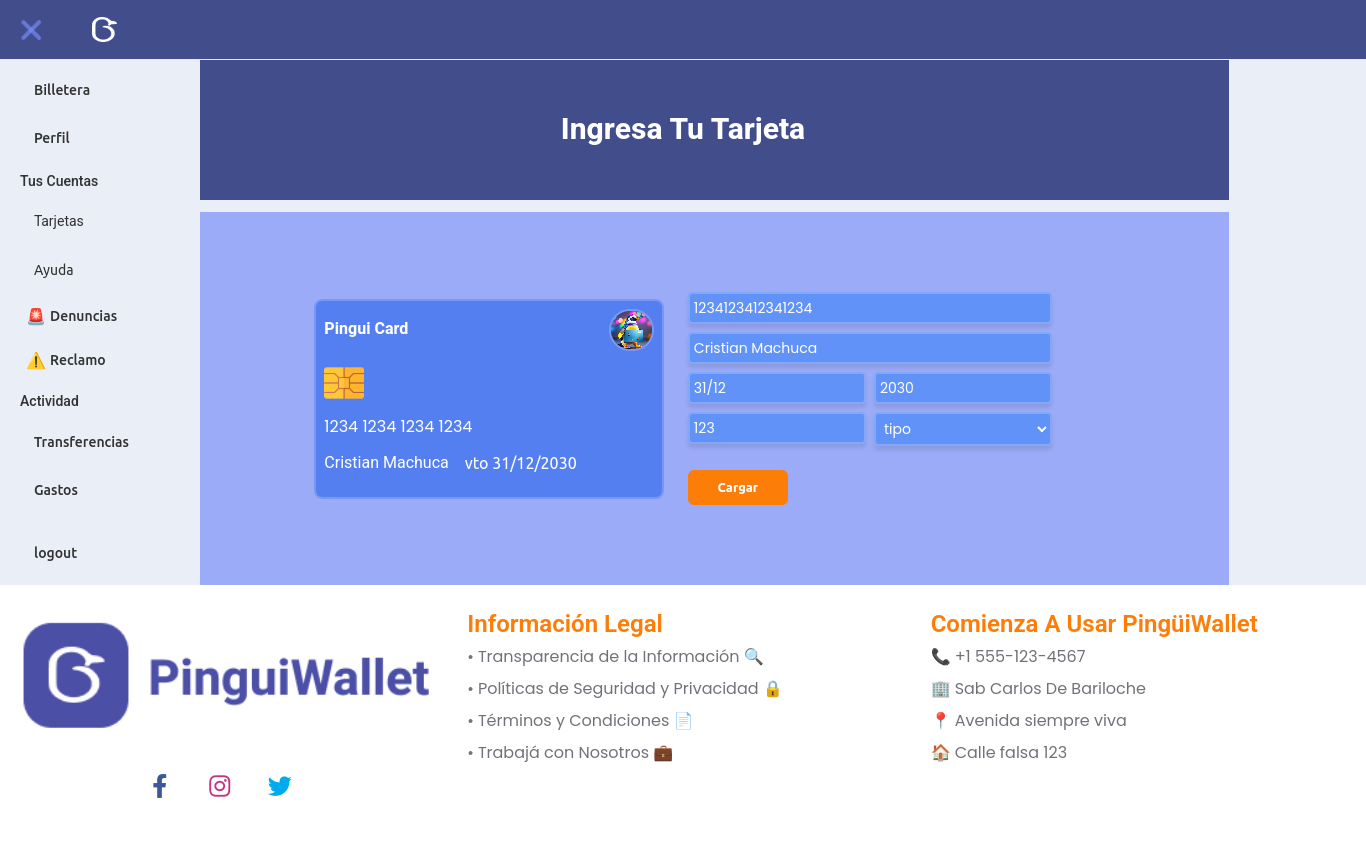 Billetera
Perfil
Tus Cuentas
Tarjetas
Ayuda
🚨 Denuncias
⚠️ Reclamo
Actividad
Transferencias
Gastos
logout
Ingresa Tu Tarjeta
Pingui Card
1234 1234 1234 1234
Cristian Machuca vto 31/12/2030
1234123412341234
Cristian Machuca
31/12 2030
123 tipo
Cargar
PinguiWallet
Información Legal
• Transparencia de la Información 🔍
• Políticas de Seguridad y Privacidad 🔒
• Términos y Condiciones 📄
• Trabajá con Nosotros 💼
Comienza A Usar PingüiWallet
📞 +1 555-123-4567
🏢 Sab Carlos De Bariloche
📍 Avenida siempre viva
🏠 Calle falsa 123